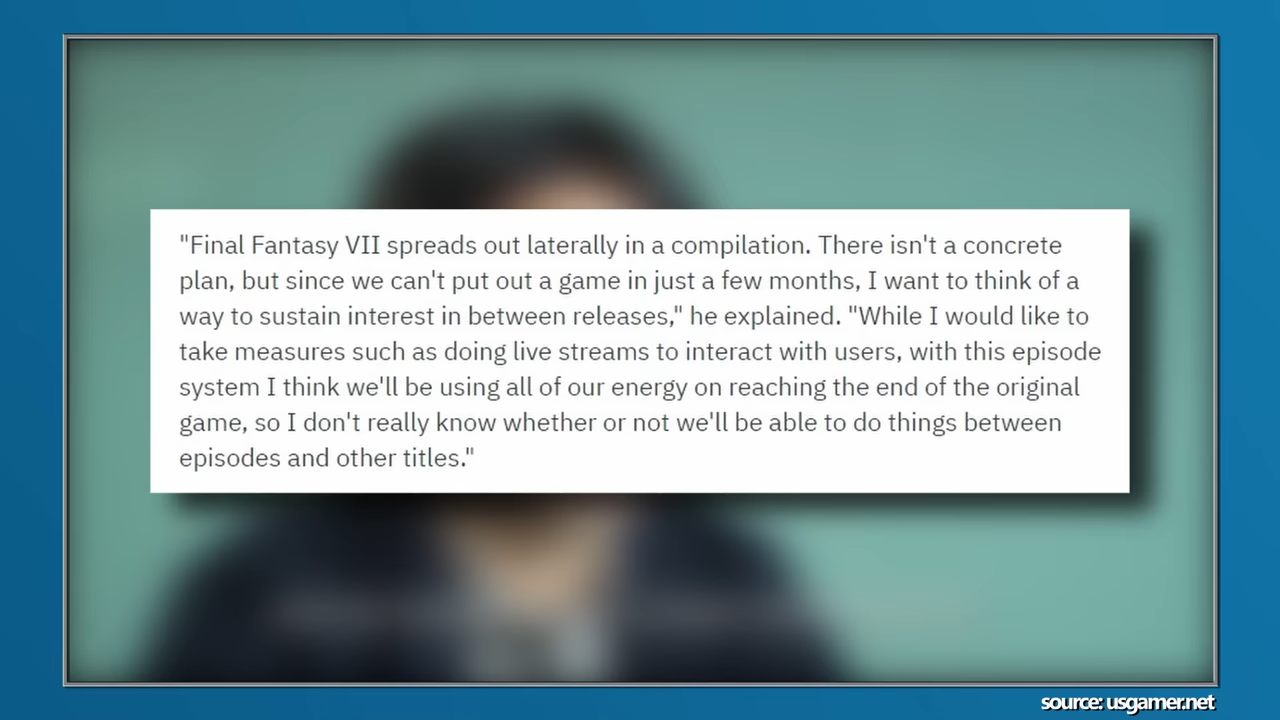 "Final Fantasy VII spreads out laterally in a compilation. There isn't a concrete
plan, but since we can't put out a game in just a few months, I want to think of a
way to sustain interest in between releases," he explained. "While I would like to
take measures such as doing live streams to interact with users, with this episode
system I think we'll be using all of our energy on reaching the end of the original
game, so I don't really know whether or not we'll be able to do things between
episodes and other titles."
source: usgamer.net